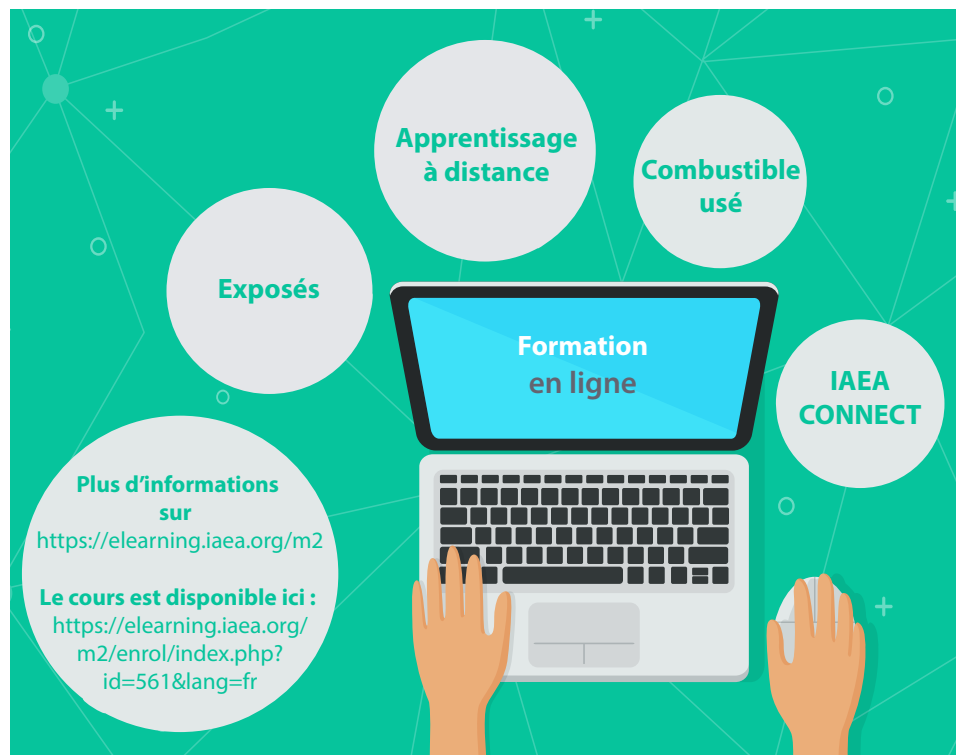 Apprentissage
à distance
Combustible
usé
Exposés
Formation
en ligne
IAEA
CONNECT
Plus d’informations
sur
https://elearning.iaea.org/m2
Le cours est disponible ici :
https://elearning.iaea.org/
m2/enrol/index.php?
id=561&lang=fr